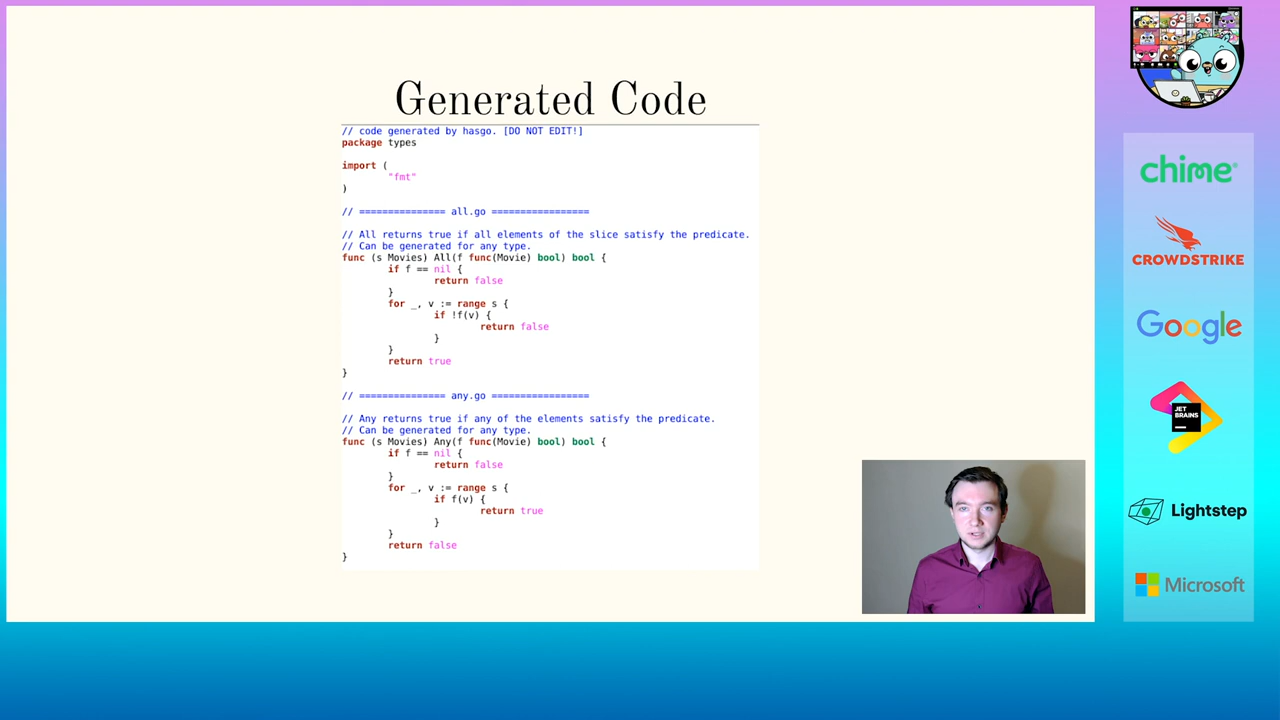 Generated Code
// code generated by hasgo. [DO NOT EDIT!]
package types
import (
"fmt"
)
// =============== all.go =================
// All returns true if all elements of the slice satisfy the predicate.
// Can be generated for any type.
func (s Movies) All(f func(Movie) bool) bool {
if f == nil {
return false
}
for _, v := range s {
if !f(v) {
return false
}
}
return true
}
// =============== any.go =================
// Any returns true if any of the elements satisfy the predicate.
// Can be generated for any type.
func (s Movies) Any(f func(Movie) bool) bool {
if f == nil {
return false
}
for _, v := range s {
if f(v) {
return true
}
}
return false
}
chime®
CROWDSTRIKE
Google
JET
BRAINS
Lightstep
Microsoft